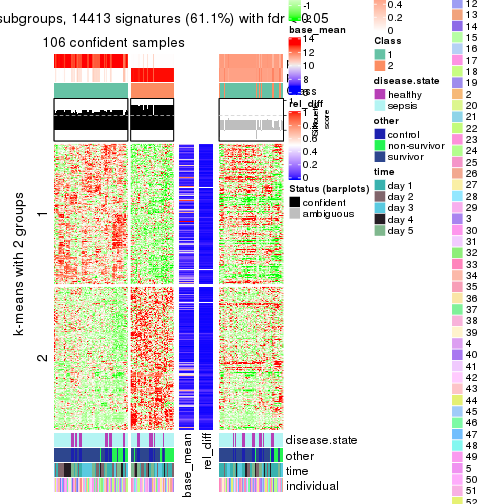 subgroups, 14413 signatures (61.1%) with fdr < 0.05
106 confident samples
k-means with 2 groups
1
2
base_mean
rel_diff
disease.state
other
time
individual
-1
-2
base_mean
14
12
10
8
6
rel_diff
1
0.8
0.6
0.4
0.2
0
Status (barplots)
confident
ambiguous
0.4
0.2
0
Class
1
2
disease.state
healthy
sepsis
other
control
non-survivor
survivor
time
day 1
day 2
day 3
day 4
day 5
12
13
14
15
16
17
18
19
2
20
21
22
23
24
25
26
27
28
29
3
30
31
32
33
34
35
36
37
38
39
4
40
41
42
43
44
45
46
47
48
49
5
50
51
52